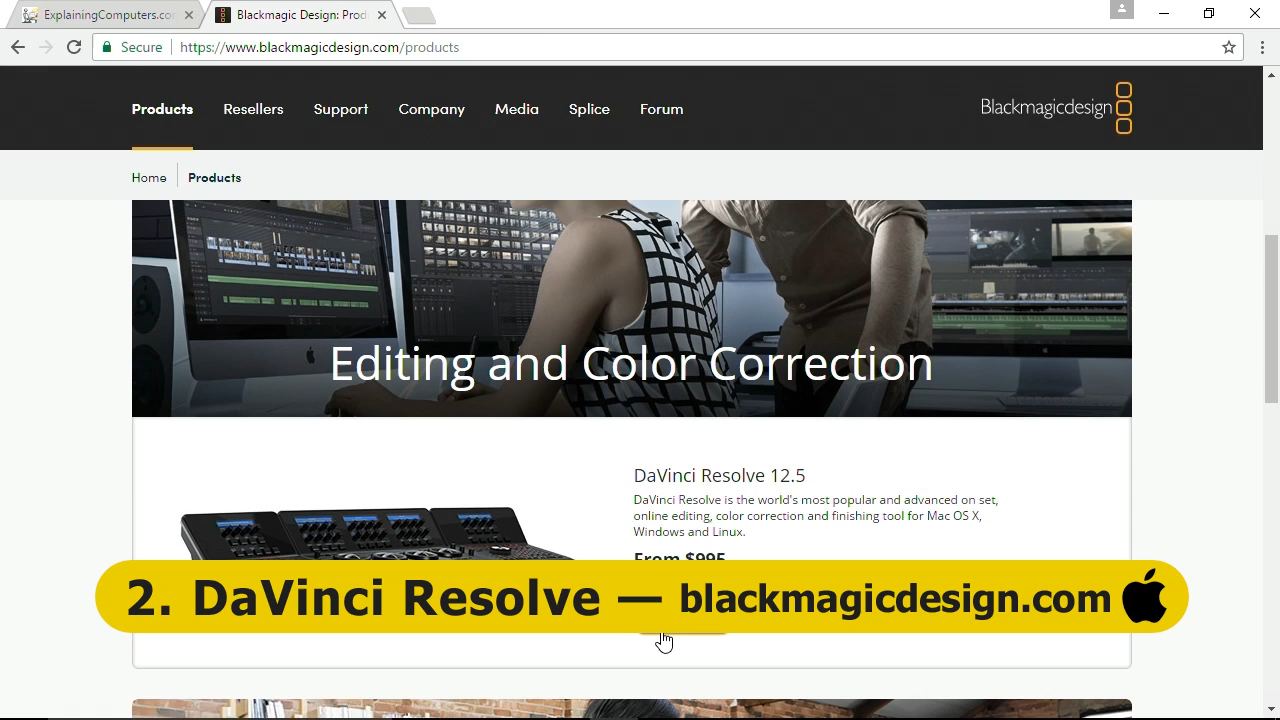 ExplainingComputers.co
Blackmagic Design: Prod
Secure
https://www.blackmagicdesign.com/products
Products Resellers Support Company Media Splice Forum
Blackmagicdesign
Home Products
Editing and Color Correction
DaVinci Resolve 12.5
DaVinci Resolve is the world's most popular and advanced on set,
online editing, color correction and finishing tool for Mac OS X,
Windows and Linux.
From $995
2. DaVinci Resolve — blackmagicdesign.com